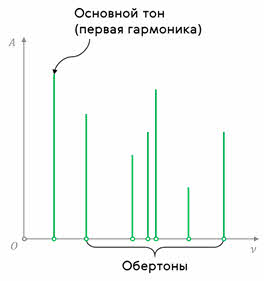 Основной тон
(первая гармоника)
A
O
ν
Обертоны